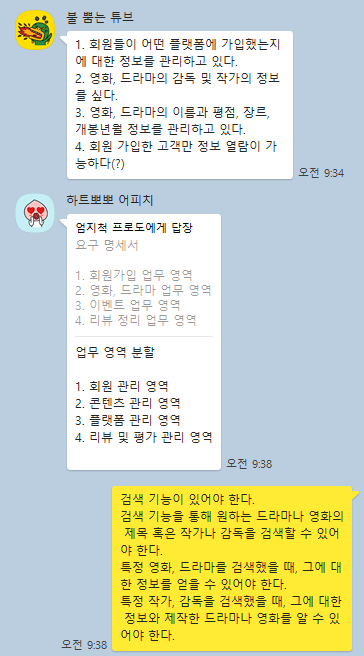 불 뿜는 튜브
1. 회원들이 어떤 플랫폼에 가입했는지
에 대한 정보를 관리하고 있다.
2. 영화, 드라마의 감독 및 작가의 정보
를 싶다.
3. 영화, 드라마의 이름과 평점, 장르,
개봉년월 정보를 관리하고 있다.
4. 회원 가입한 고객만 정보 열람이 가
능하다(?)
오전 9:34
하트뽀뽀 어피치
엄지척 프로도에게 답장
요구 명세서
1. 회원가입 업무 영역
2. 영화, 드라마 업무 영역
3. 이벤트 업무 영역
4. 리뷰 정리 업무 영역
업무 영역 분할
1. 회원 관리 영역
2. 콘텐츠 관리 영역
3. 플랫폼 관리 영역
4. 리뷰 및 평가 관리 영역
오전 9:38
검색 기능이 있어야 한다.
검색 기능을 통해 원하는 드라마나 영화의
제목 혹은 작가나 감독을 검색할 수 있어
야 한다.
특정 영화, 드라마를 검색했을 때, 그에 대
한 정보를 얻을 수 있어야 한다.
특정 작가, 감독을 검색했을 때, 그에 대한
정보와 제작한 드라마나 영화를 알 수 있
어야 한다.
오전 9:38